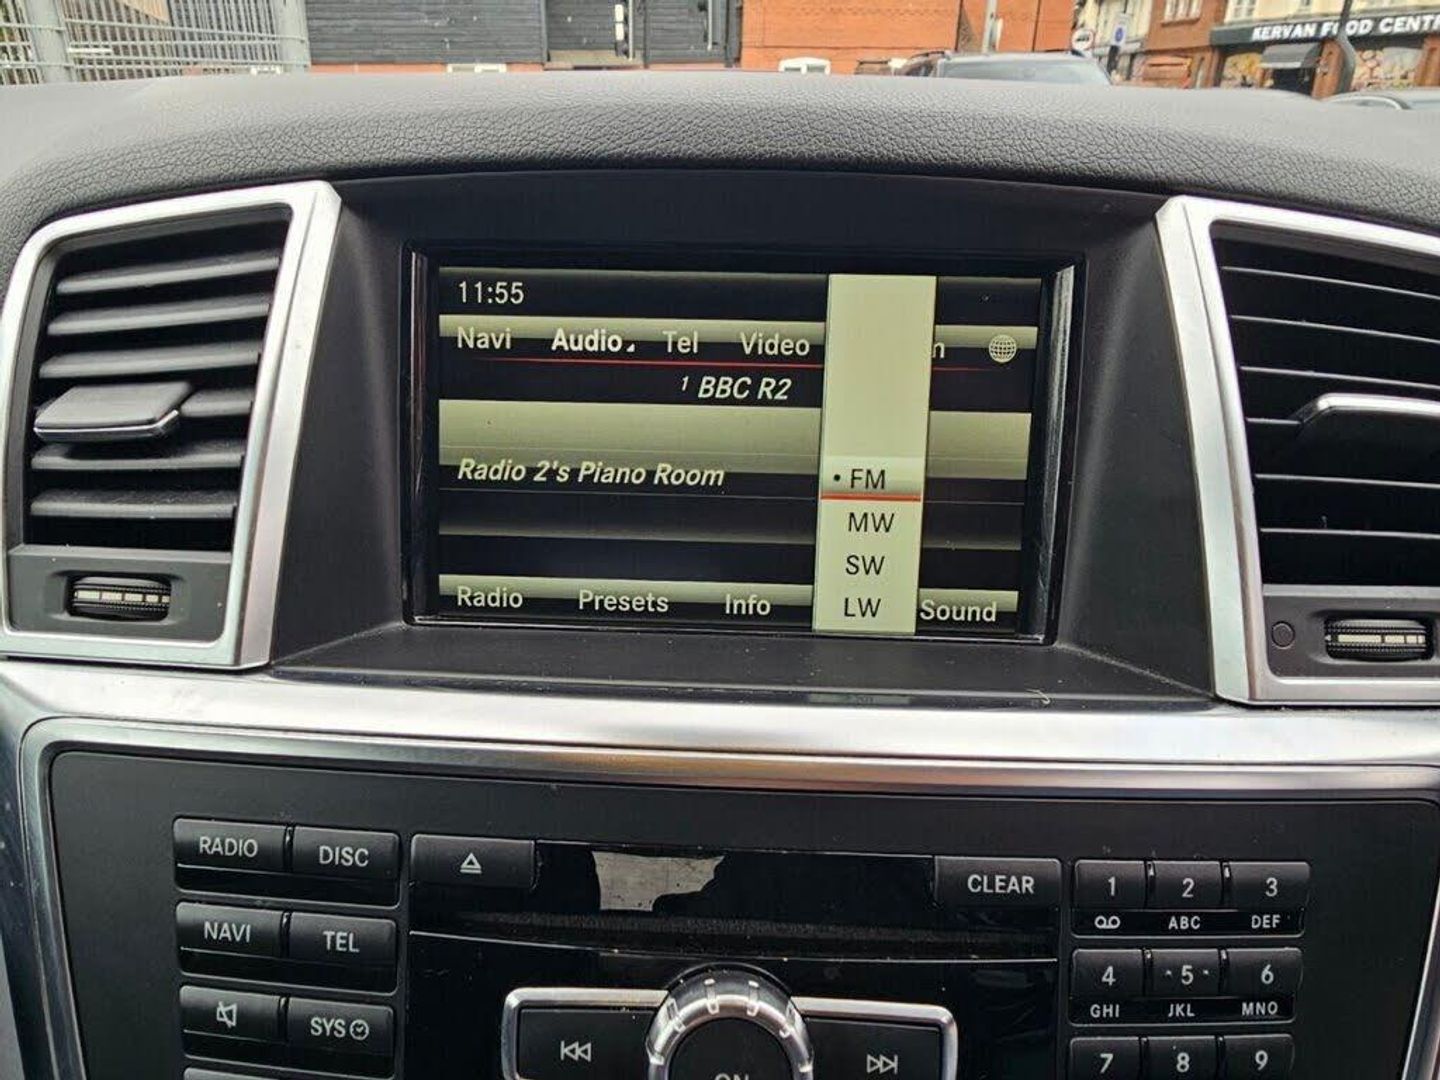 KERVAN FOOD CENT
11:55
Navi Audio Tel Video m
1 BBC R2
Radio 2's Piano Room
• FM
MW
SW
LW
Radio Presets Info Sound
RADIO DISC CLEAR 1 2 3
ABC DEF
NAVI TEL 4 5 6
GHI JKL MNO
SYS 7 8 9
ON